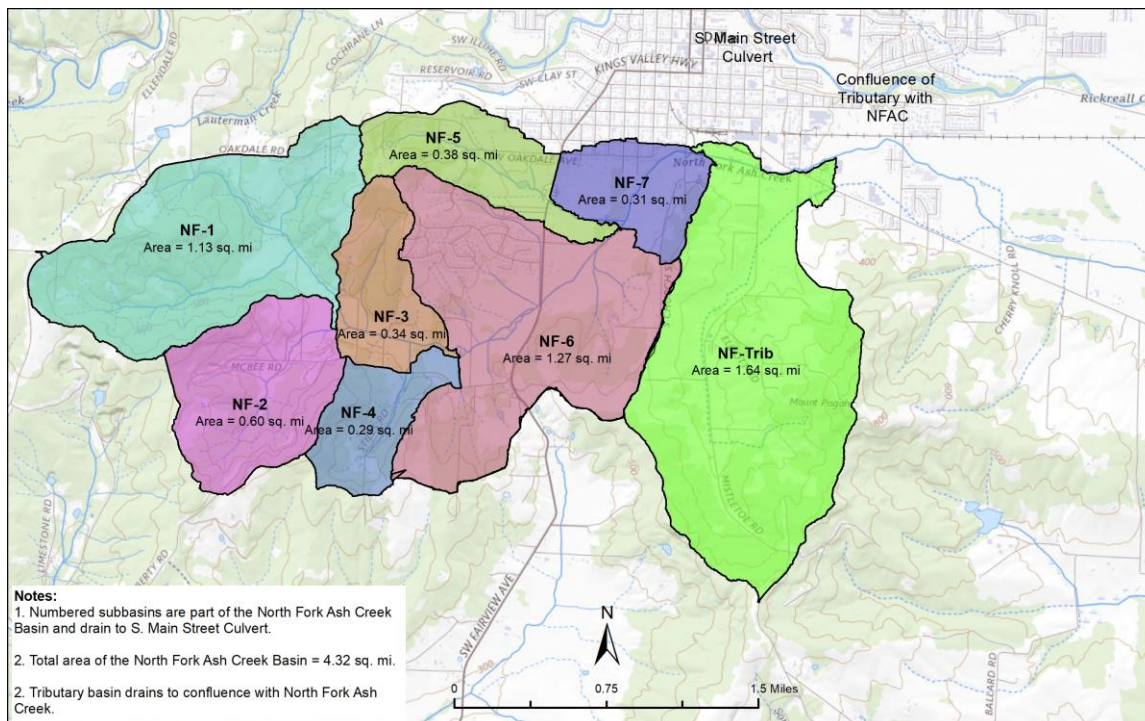 S. Main Street
Culvert
Confluence of
Tributary with
NFAC
COCHRANE LN
ELLENDALE RD
SW ILLINE DR
RESERVOIR RD
SW CLAY ST
KINGS VALLEY HWY
Lauterman Creek
Rickreall C
OAKDALE RD
NF-5
Area = 0.38 sq. mi
OAKDALE AVE
NF-7
Area = 0.31 sq. mi
North Fork Ash Creek
NF-1
Area = 1.13 sq. mi
NF-3
Area = 0.34 sq. mi
NF-6
Area = 1.27 sq. mi
NF-Trib
Area = 1.64 sq. mi
400
CHERRY KNOLL RD
MCBEE RD
NF-2
Area = 0.60 sq. mi
NF-4
Area = 0.29 sq. mi
Mount Pisgah
400
600
500
MISTLETOE RD
LIMESTONE RD
SW FAIRVIEW AVE
BALLARD RD
300
Notes:
1. Numbered subbasins are part of the North Fork Ash Creek
Basin and drain to S. Main Street Culvert.
2. Total area of the North Fork Ash Creek Basin = 4.32 sq. mi.
2. Tributary basin drains to confluence with North Fork Ash
Creek.
N
0 0.75 1.5 Miles